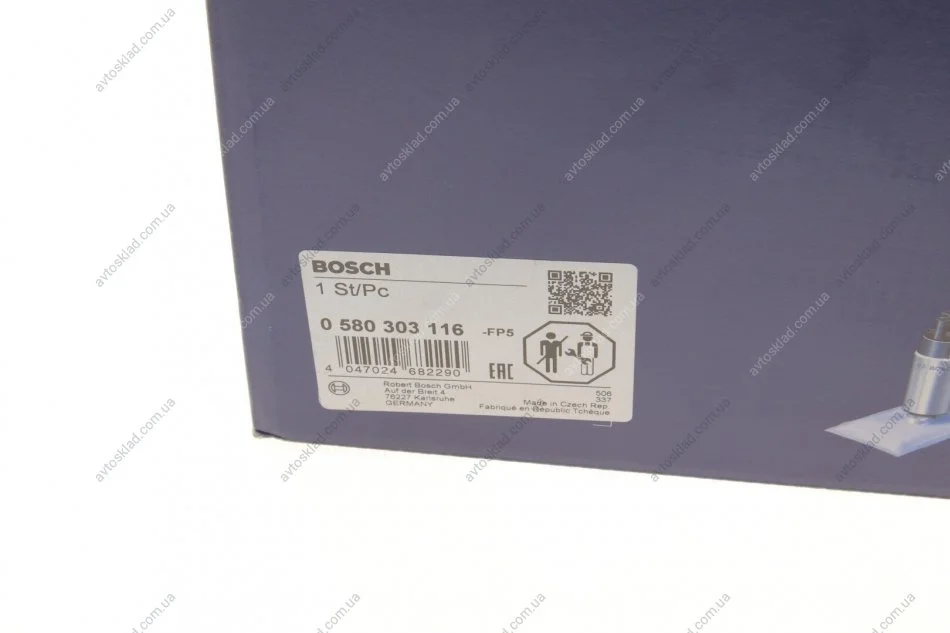 BOSCH
1 St/Pc
0 580 303 116 -FP5
4 047024 682290
EAC
Robert Bosch GmbH
Auf der Breit 4
76227 Karlsruhe
GERMANY
506
337
Made in Czech Rep.
Fabriqué en République Tchèque
avtosklad.com.ua